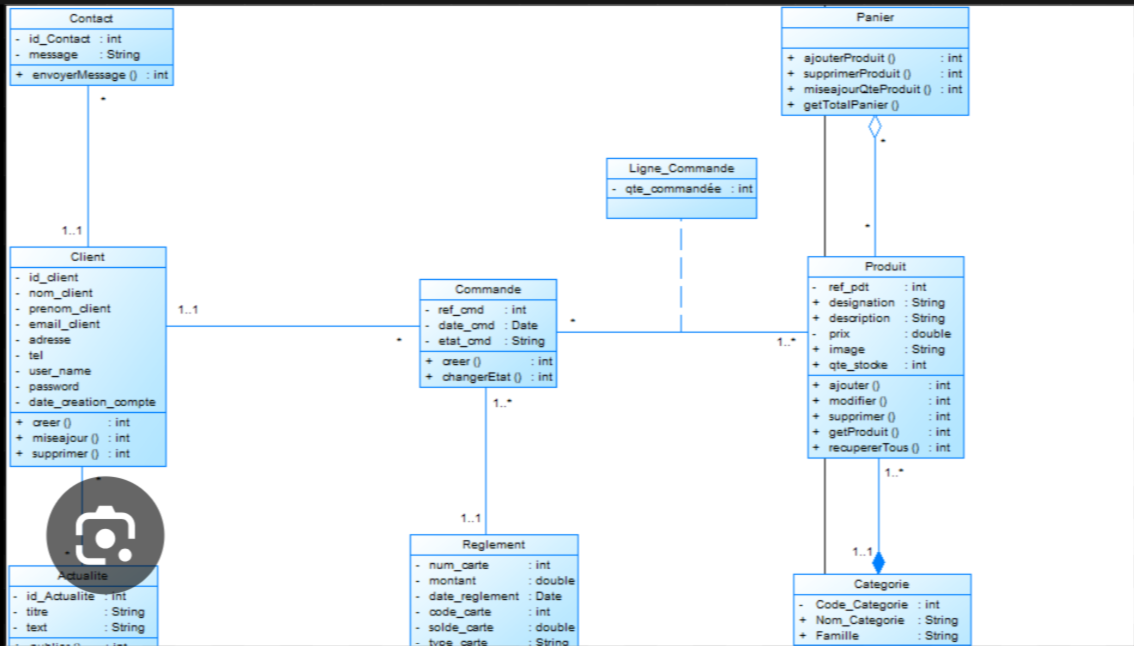 Contact
- id_Contact : int
- message : String
+ envoyerMessage () : int
*
1..1
Client
- id_client
- nom_client
- prenom_client
- email_client
- adresse
- tel
- user_name
- password
- date_creation_compte
+ creer () : int
+ miseajour () : int
+ supprimer () : int
1..1
*
*
*
Actualite
- id_Actualite : int
- titre : String
- text : String
Commande
- ref_cmd : int
- date_cmd : Date
- etat_cmd : String
+ creer () : int
+ changerEtat () : int
*
1..*
1..*
1..1
Reglement
- num_carte : int
- montant : double
- date_reglement : Date
- code_carte : int
- solde_carte : double
- type_carte : String
Ligne_Commande
- qte_commandée : int
Panier
+ ajouterProduit () : int
+ supprimerProduit () : int
+ miseajourQteProduit () : int
+ getTotalPanier ()
*
*
Produit
- ref_pdt : int
+ designation : String
+ description : String
- prix : double
+ image : String
+ qte_stocke : int
+ ajouter () : int
+ modifier () : int
+ supprimer () : int
+ getProduit () : int
+ recupererTous () : int
1..*
1..1
Categorie
- Code_Categorie : int
+ Nom_Categorie : String
+ Famille : String